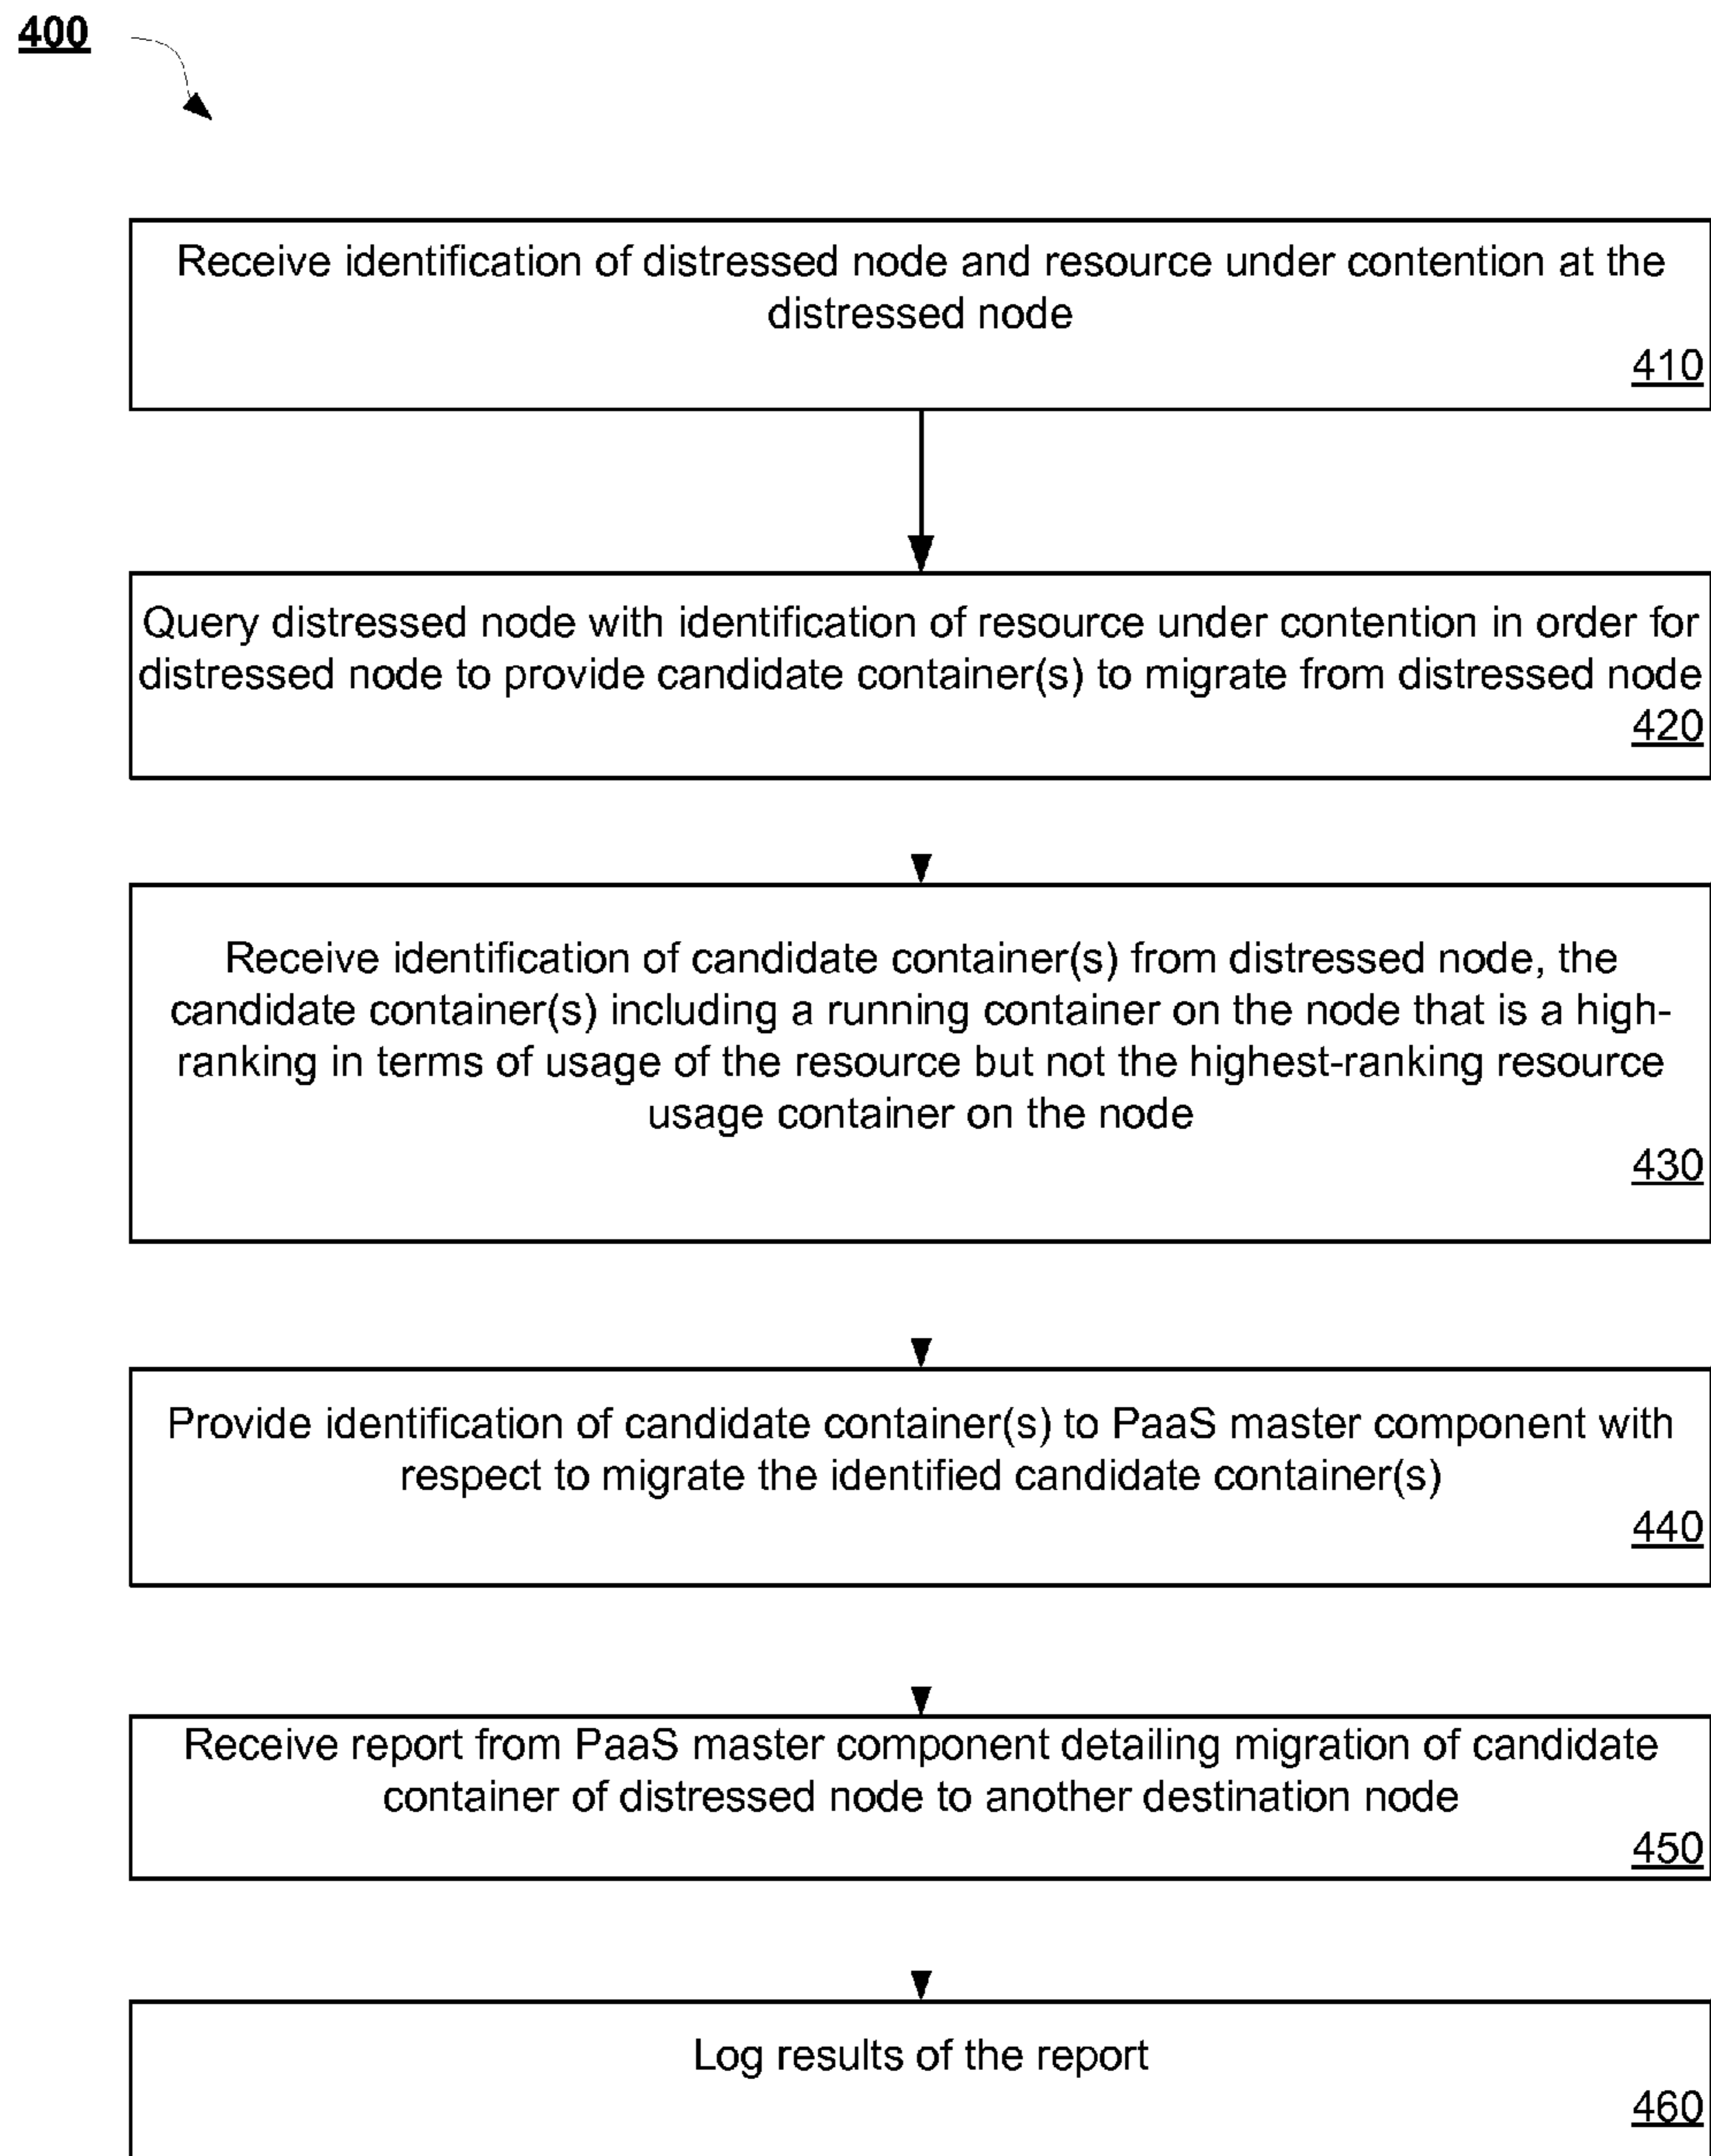 400
Receive identification of distressed node and resource under contention at the
distressed node
410
Query distressed node with identification of resource under contention in order for
distressed node to provide candidate container(s) to migrate from distressed node
420
Receive identification of candidate container(s) from distressed node, the
candidate container(s) including a running container on the node that is a high-
ranking in terms of usage of the resource but not the highest-ranking resource
usage container on the node
430
Provide identification of candidate container(s) to PaaS master component with
respect to migrate the identified candidate container(s)
440
Receive report from PaaS master component detailing migration of candidate
container of distressed node to another destination node
450
Log results of the report
460